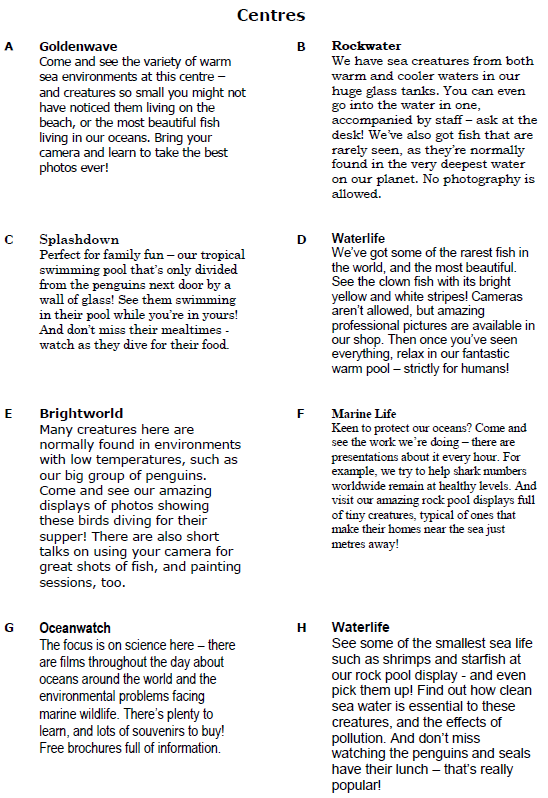 Centres
A Goldenwave
Come and see the variety of warm
sea environments at this centre –
and creatures so small you might not
have noticed them living on the
beach, or the most beautiful fish
living in our oceans. Bring your
camera and learn to take the best
photos ever!
B Rockwater
We have sea creatures from both
warm and cooler waters in our
huge glass tanks. You can even
go into the water in one,
accompanied by staff – ask at the
desk! We've also got fish that are
rarely seen, as they're normally
found in the very deepest water
on our planet. No photography is
allowed.
C Splashdown
Perfect for family fun – our tropical
swimming pool that's only divided
from the penguins next door by a
wall of glass! See them swimming
in their pool while you're in yours!
And don't miss their mealtimes -
watch as they dive for their food.
D Waterlife
We've got some of the rarest fish in
the world, and the most beautiful.
See the clown fish with its bright
yellow and white stripes! Cameras
aren't allowed, but amazing
professional pictures are available in
our shop. Then once you've seen
everything, relax in our fantastic
warm pool – strictly for humans!
E Brightworld
Many creatures here are
normally found in environments
with low temperatures, such as
our big group of penguins.
Come and see our amazing
displays of photos showing
these birds diving for their
supper! There are also short
talks on using your camera for
great shots of fish, and painting
sessions, too.
F Marine Life
Keen to protect our oceans? Come and
see the work we're doing – there are
presentations about it every hour. For
example, we try to help shark numbers
worldwide remain at healthy levels. And
visit our amazing rock pool displays full
of tiny creatures, typical of ones that
make their homes near the sea just
metres away!
G Oceanwatch
The focus is on science here – there
are films throughout the day about
oceans around the world and the
environmental problems facing
marine wildlife. There's plenty to
learn, and lots of souvenirs to buy!
Free brochures full of information.
H Waterlife
See some of the smallest sea life
such as shrimps and starfish at
our rock pool display - and even
pick them up! Find out how clean
sea water is essential to these
creatures, and the effects of
pollution. And don't miss
watching the penguins and seals
have their lunch – that's really
popular!